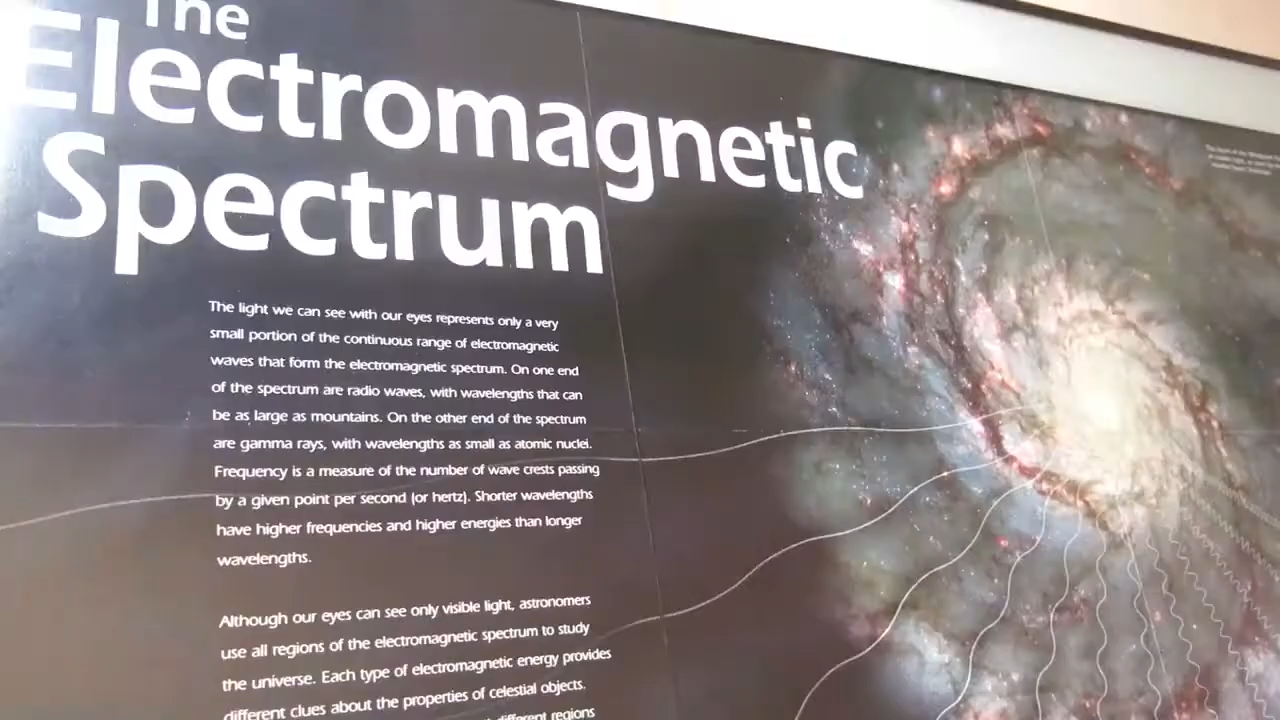 The
Electromagnetic
Spectrum
The light we can see with our eyes represents only a very
small portion of the continuous range of electromagnetic
waves that form the electromagnetic spectrum. On one end
of the spectrum are radio waves, with wavelengths that can
be as large as mountains. On the other end of the spectrum
are gamma rays, with wavelengths as small as atomic nuclei.
Frequency is a measure of the number of wave crests passing
by a given point per second (or hertz). Shorter wavelengths
have higher frequencies and higher energies than longer
wavelengths.
Although our eyes can see only visible light, astronomers
use all regions of the electromagnetic spectrum to study
the universe. Each type of electromagnetic energy provides
different clues about the properties of celestial objects.
different regions